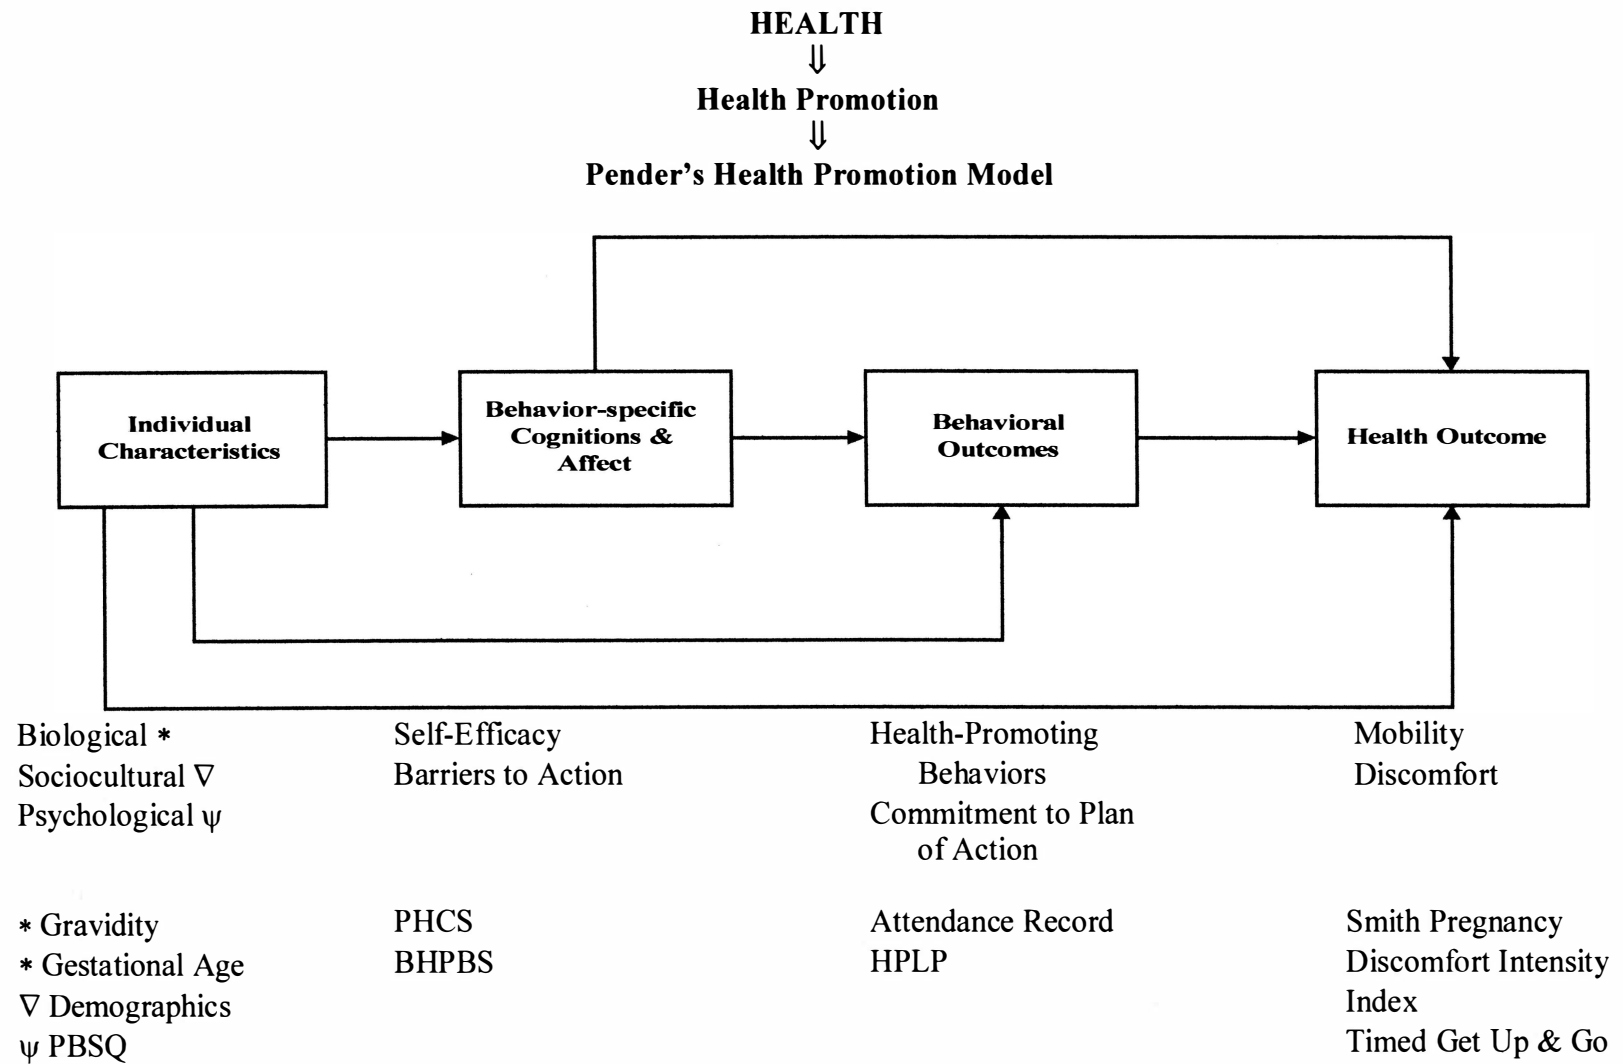 HEALTH
⇓
Health Promotion
⇓
Pender's Health Promotion Model
Individual
Characteristics
Behavior-specific
Cognitions &
Affect
Behavioral
Outcomes
Health Outcome
Biological *
Sociocultural ∇
Psychological ψ
Self-Efficacy
Barriers to Action
Health-Promoting
Behaviors
Commitment to Plan
of Action
Mobility
Discomfort
* Gravidity
* Gestational Age
∇ Demographics
ψ PBSQ
PHCS
BHPBS
Attendance Record
HPLP
Smith Pregnancy
Discomfort Intensity
Index
Timed Get Up & Go